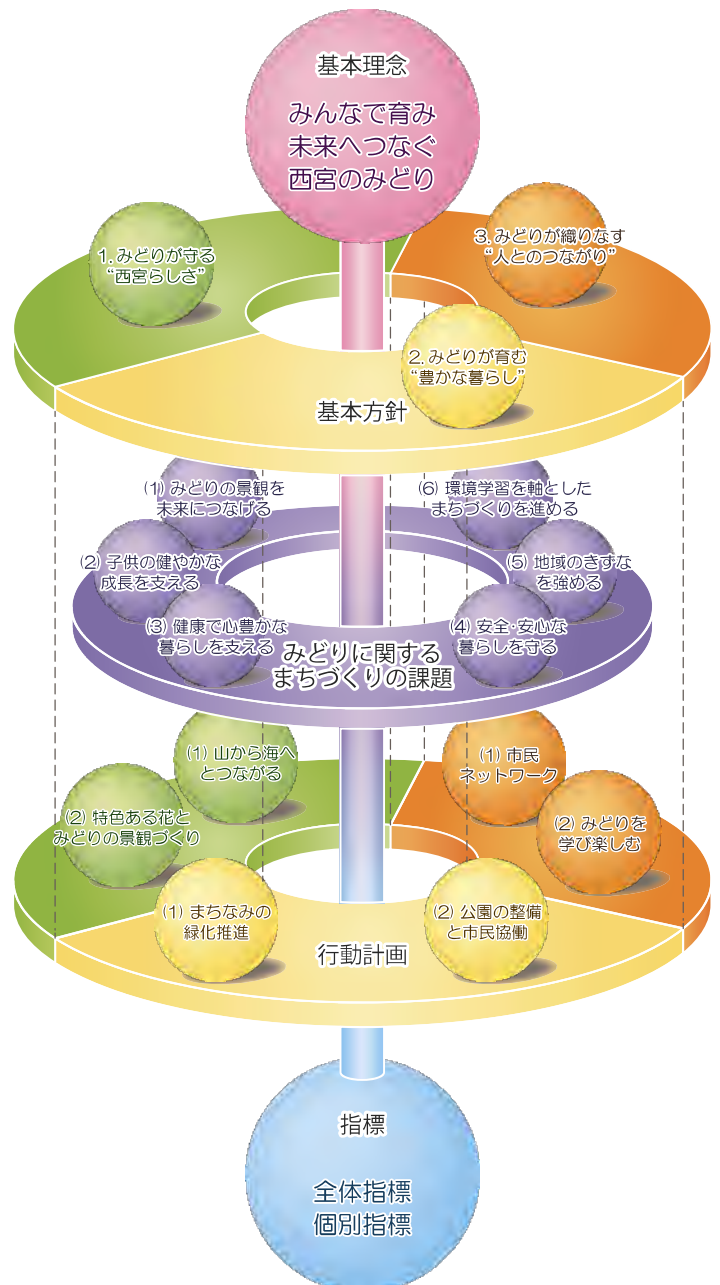 基本理念
みんなで育み
未来へつなぐ
西宮のみどり
1. みどりが守る
“西宮らしさ”
3. みどりが織りなす
“人とのつながり”
2. みどりが育む
“豊かな暮らし”
基本方針
(1) みどりの景観を
未来につなげる
(6) 環境学習を軸とした
まちづくりを進める
(2) 子供の健やかな
成長を支える
(5) 地域のきずな
を強める
(3) 健康で心豊かな
暮らしを支える
(4) 安全・安心な
暮らしを守る
みどりに関する
まちづくりの課題
(1) 山から海へ
とつながる
(1) 市民
ネットワーク
(2) 特色ある花と
みどりの景観づくり
(2) みどりを
学び楽しむ
(1) まちなみの
緑化推進
(2) 公園の整備
と市民協働
行動計画
指標
全体指標
個別指標